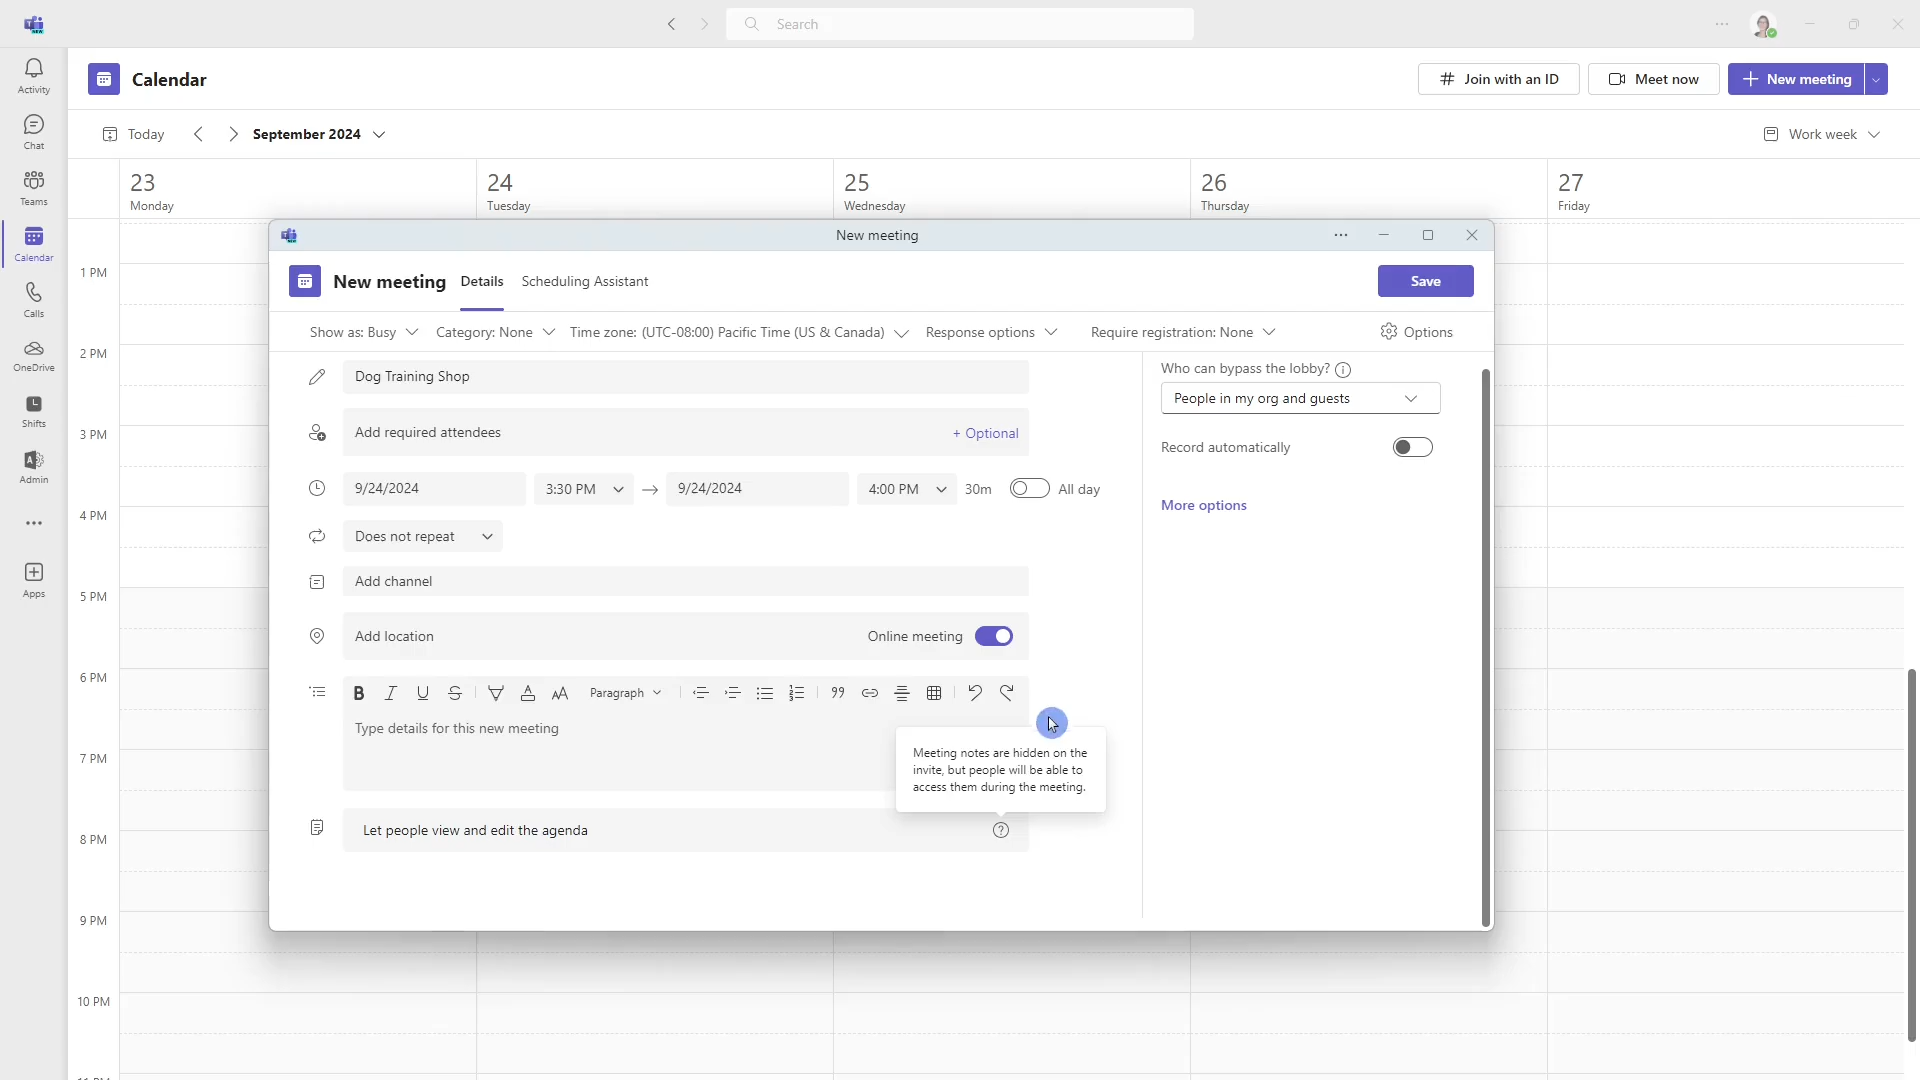 Search
Activity
Chat
Teams
Calendar
Calls
OneDrive
Shifts
Admin
Apps
Calendar
Join with an ID
Meet now
New meeting
Today
September 2024
Work week
23
Monday
24
Tuesday
25
Wednesday
26
Thursday
27
Friday
1 PM
2 PM
3 PM
4 PM
5 PM
6 PM
7 PM
8 PM
9 PM
10 PM
New meeting
New meeting
Details
Scheduling Assistant
Save
Show as: Busy
Category: None
Time zone: (UTC-08:00) Pacific Time (US & Canada)
Response options
Require registration: None
Options
Dog Training Shop
Add required attendees
+ Optional
9/24/2024
3:30 PM
9/24/2024
4:00 PM
30m
All day
Does not repeat
Add channel
Add location
Online meeting
Paragraph
Type details for this new meeting
Meeting notes are hidden on the
invite, but people will be able to
access them during the meeting.
Let people view and edit the agenda
Who can bypass the lobby?
People in my org and guests
Record automatically
More options